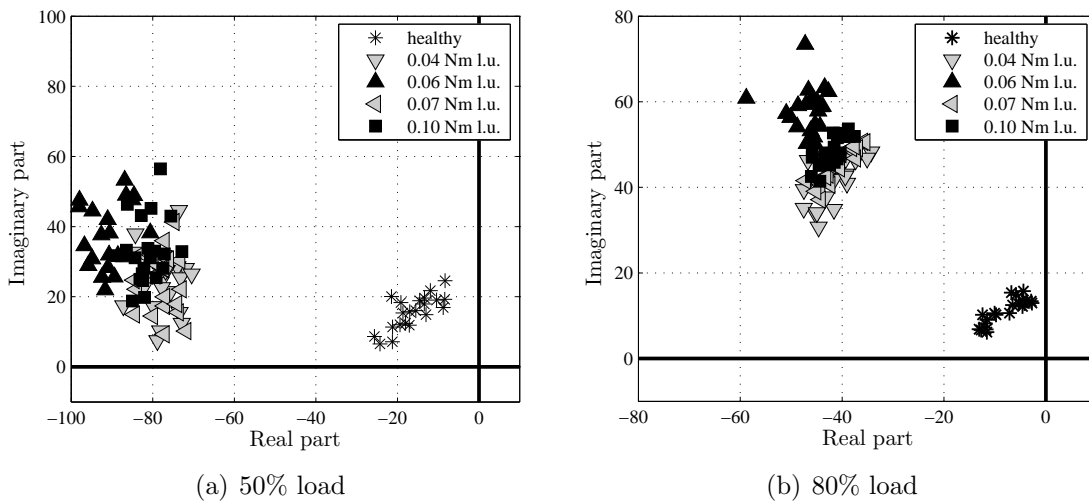 100
80
60
40
20
0
Imaginary part
healthy
0.04 Nm l.u.
0.06 Nm l.u.
0.07 Nm l.u.
0.10 Nm l.u.
−100 −80 −60 −40 −20 0
Real part
(a) 50% load
80
60
40
20
0
Imaginary part
healthy
0.04 Nm l.u.
0.06 Nm l.u.
0.07 Nm l.u.
0.10 Nm l.u.
−80 −60 −40 −20 0
Real part
(b) 80% load